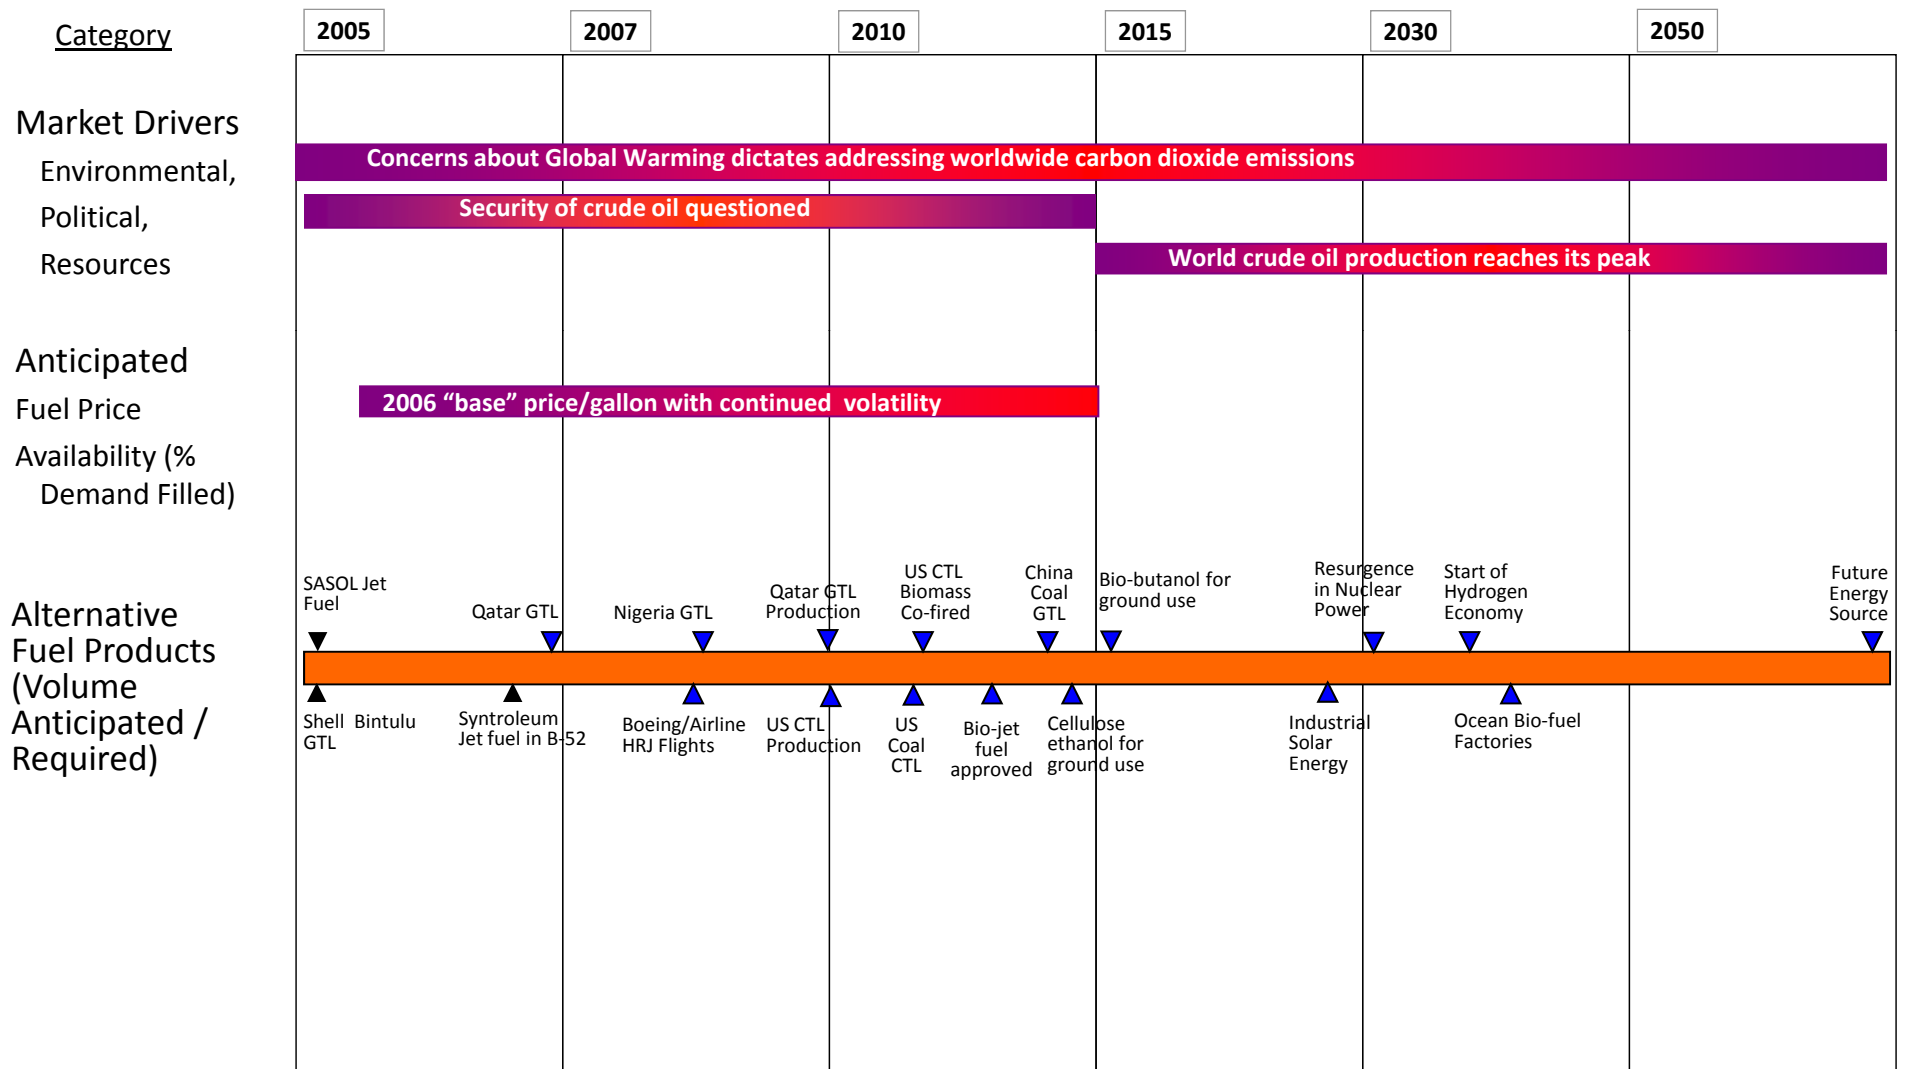 Category
2005
2007
2010
2015
2030
2050
Market Drivers
Environmental,
Political,
Resources
Concerns about Global Warming dictates addressing worldwide carbon dioxide emissions
Security of crude oil questioned
World crude oil production reaches its peak
Anticipated
Fuel Price
Availability (%
Demand Filled)
2006 “base” price/gallon with continued volatility
Alternative
Fuel Products
(Volume
Anticipated /
Required)
SASOL Jet
Fuel
Qatar GTL
Nigeria GTL
Qatar GTL
Production
US CTL
Biomass
Co-fired
China
Coal
GTL
Bio-butanol for
ground use
Resurgence
in Nuclear
Power
Start of
Hydrogen
Economy
Future
Energy
Source
Shell Bintulu
GTL
Syntroleum
Jet fuel in B-52
Boeing/Airline
HRJ Flights
US CTL
Production
US
Coal
CTL
Bio-jet
fuel
approved
Cellulose
ethanol for
ground use
Industrial
Solar
Energy
Ocean Bio-fuel
Factories